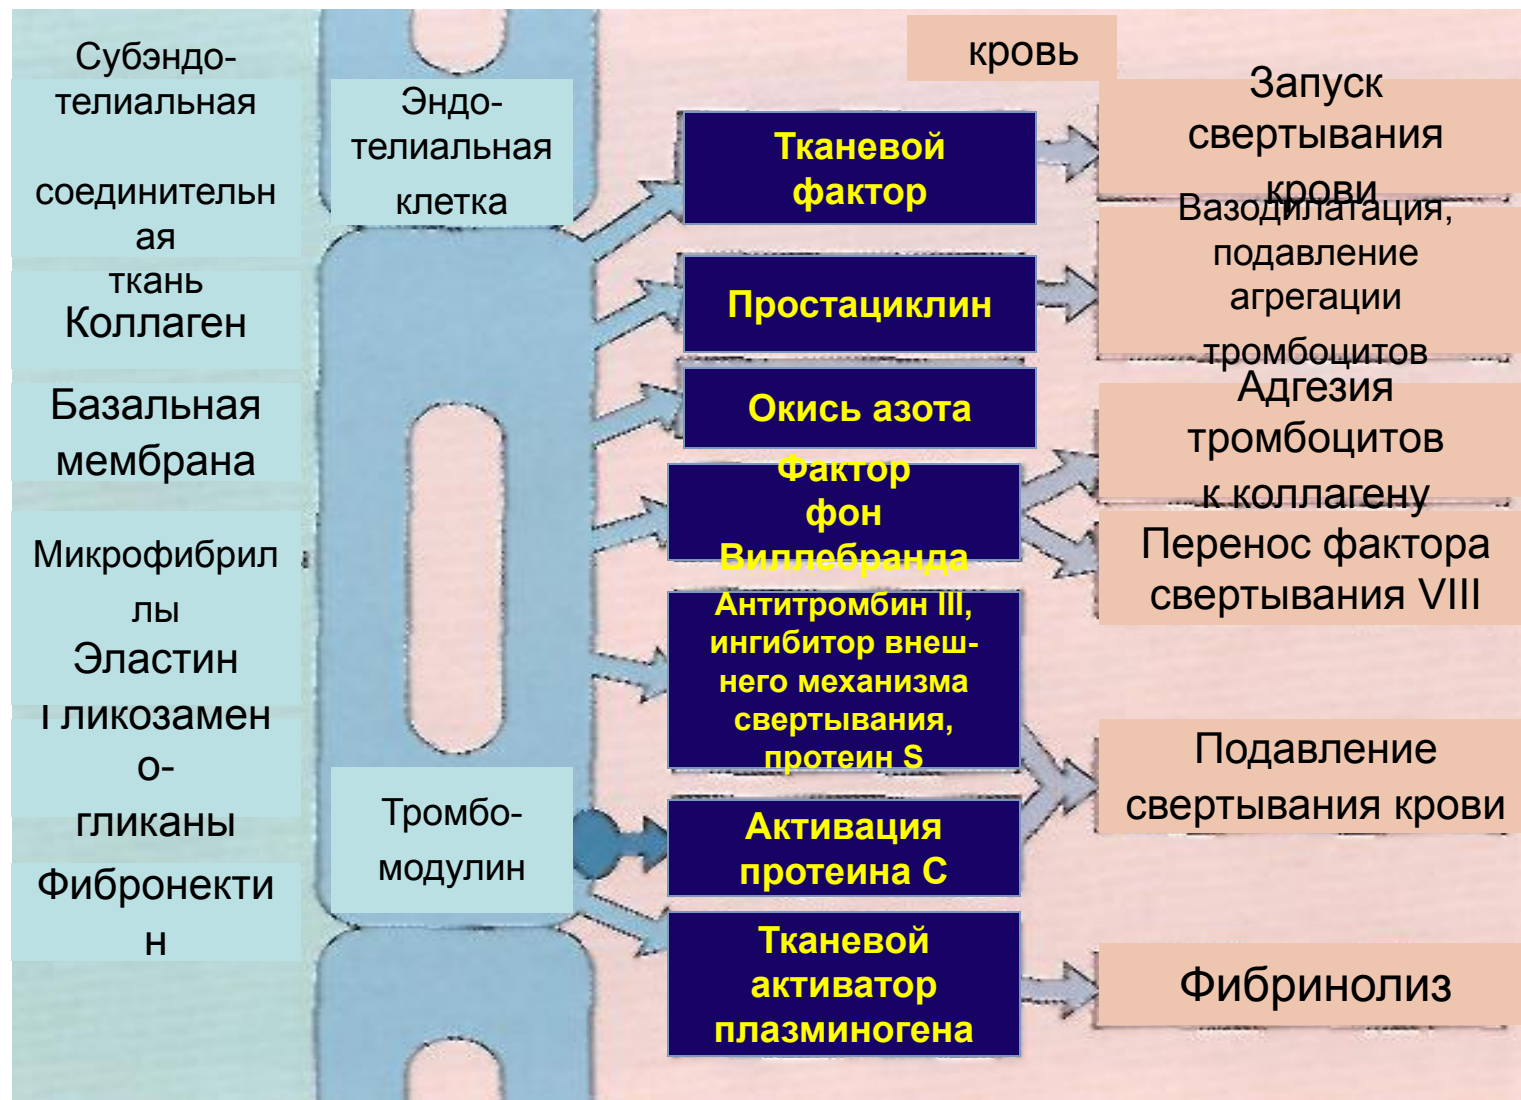 Субэндо-
телиальная
соединительн
ая
ткань
Коллаген
Базальная
мембрана
Микрофибрил
лы
Эластин
Гликозамен
о-
гликаны
Фибронекти
н
Эндо-
телиальная
клетка
Тромбо-
модулин
кровь
Тканевой
фактор
Простациклин
Окись азота
Фактор
фон
Виллебранда
Антитромбин III,
ингибитор внеш-
него механизма
свертывания,
протеин S
Активация
протеина С
Тканевой
активатор
плазминогена
Запуск
свертывания
крови
Вазодилатация,
подавление
агрегации
тромбоцитов
Адгезия
тромбоцитов
к коллагену
Перенос фактора
свертывания VIII
Подавление
свертывания крови
Фибринолиз